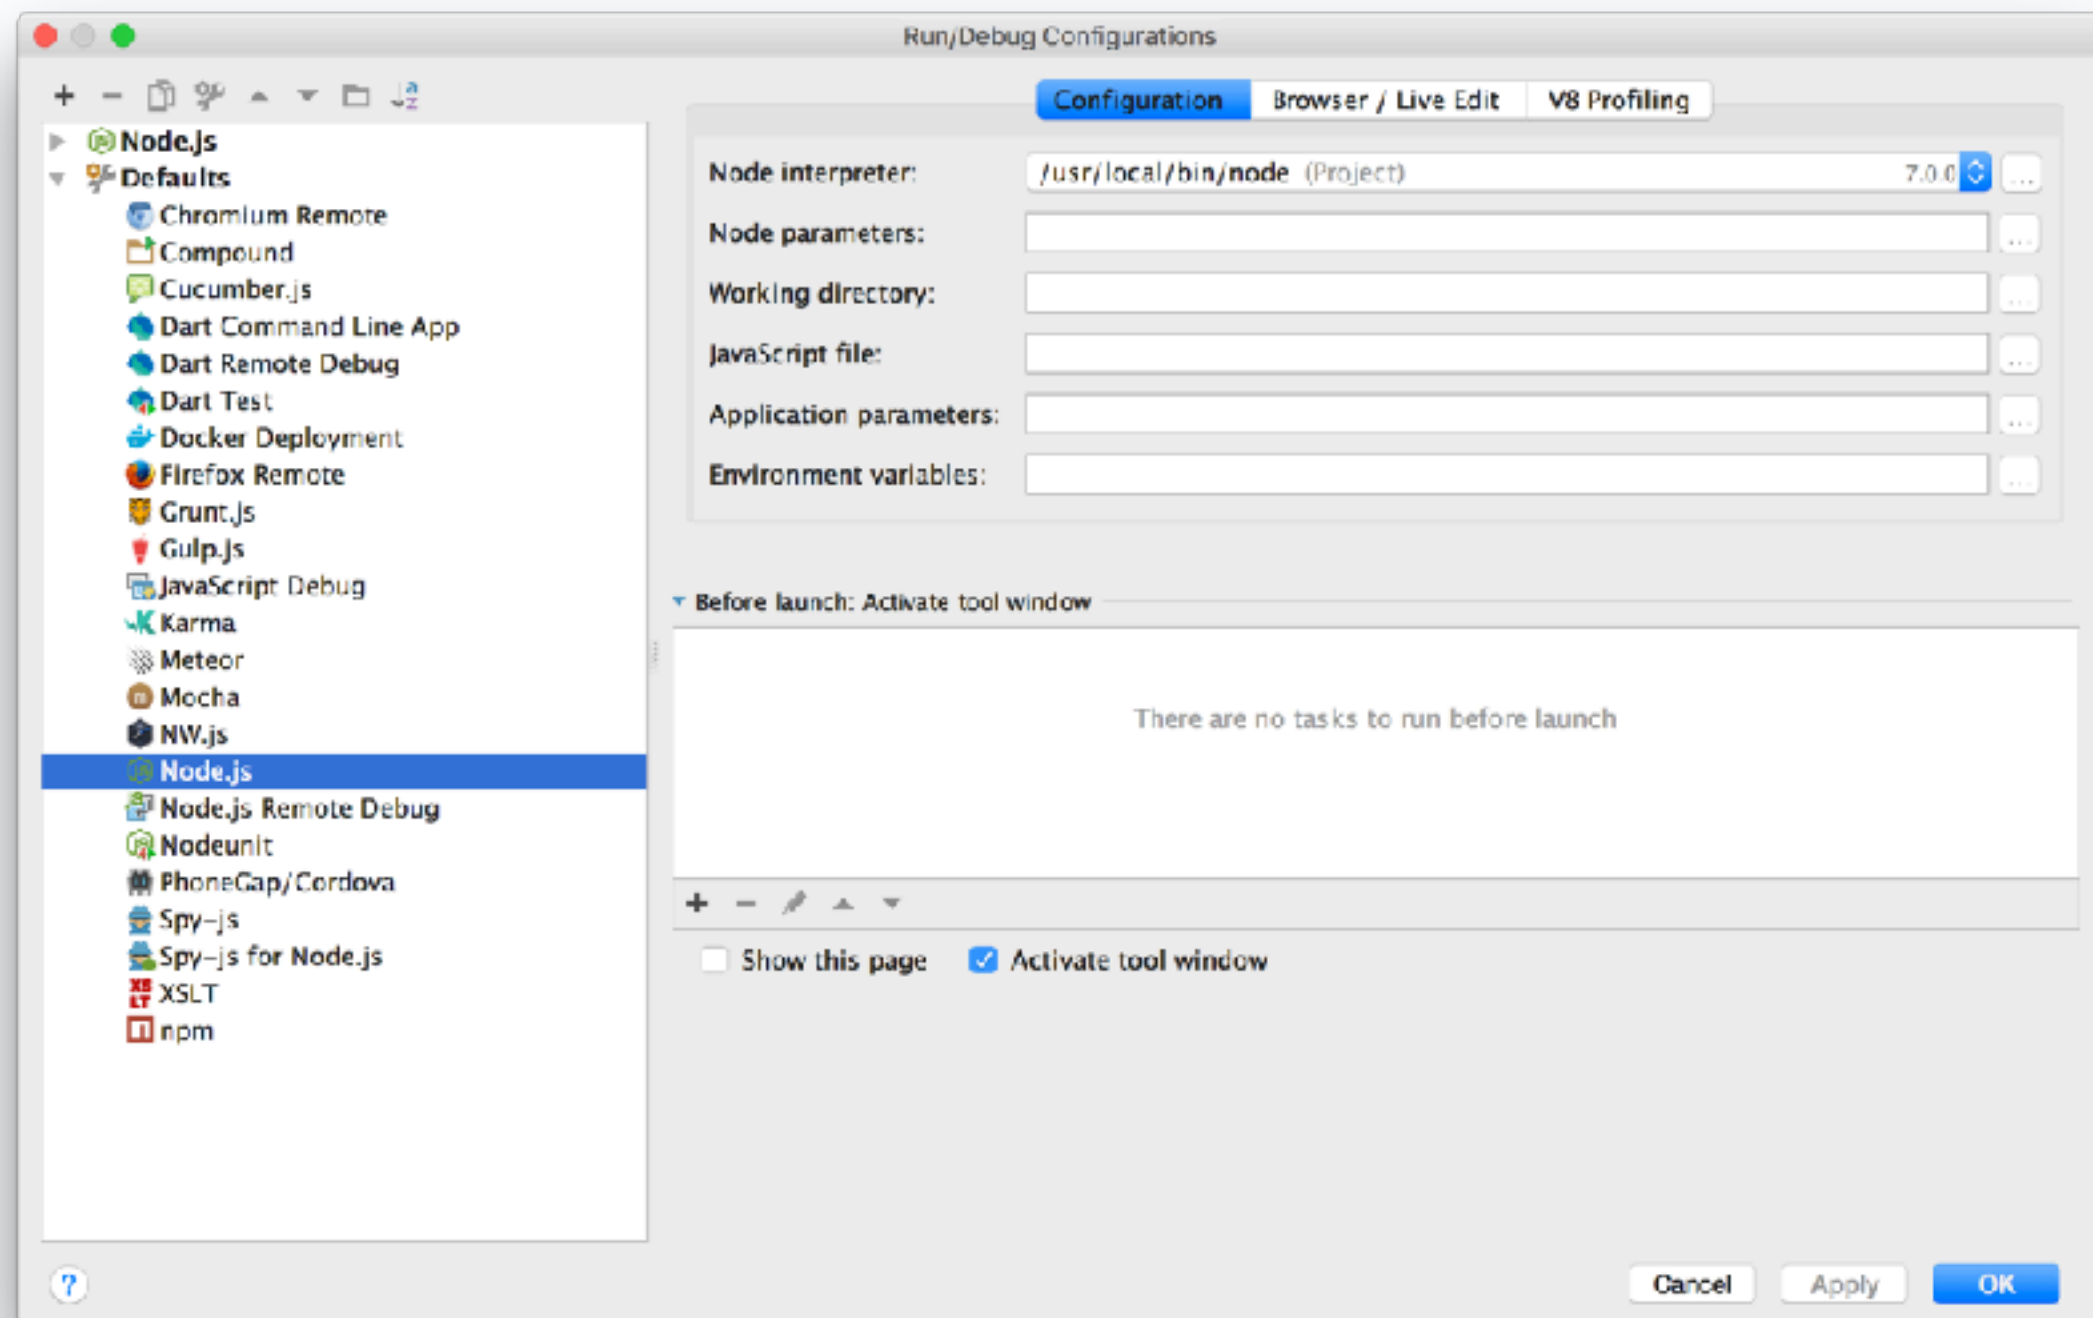 Run/Debug Configurations
Node.js
Defaults
Chromium Remote
Compound
Cucumber.js
Dart Command Line App
Dart Remote Debug
Dart Test
Docker Deployment
Firefox Remote
Grunt.js
Gulp.js
JavaScript Debug
Karma
Meteor
Mocha
NW.js
Node.js
Node.js Remote Debug
Nodeunit
PhoneGap/Cordova
Spy-js
Spy-js for Node.js
XSLT
npm
Configuration
Browser / Live Edit
V8 Profiling
Node interpreter: /usr/local/bin/node (Project) 7.0.0 ...
Node parameters: ...
Working directory: ...
JavaScript file: ...
Application parameters: ...
Environment variables: ...
Before launch: Activate tool window
There are no tasks to run before launch
Show this page
Activate tool window
?
Cancel
Apply
OK